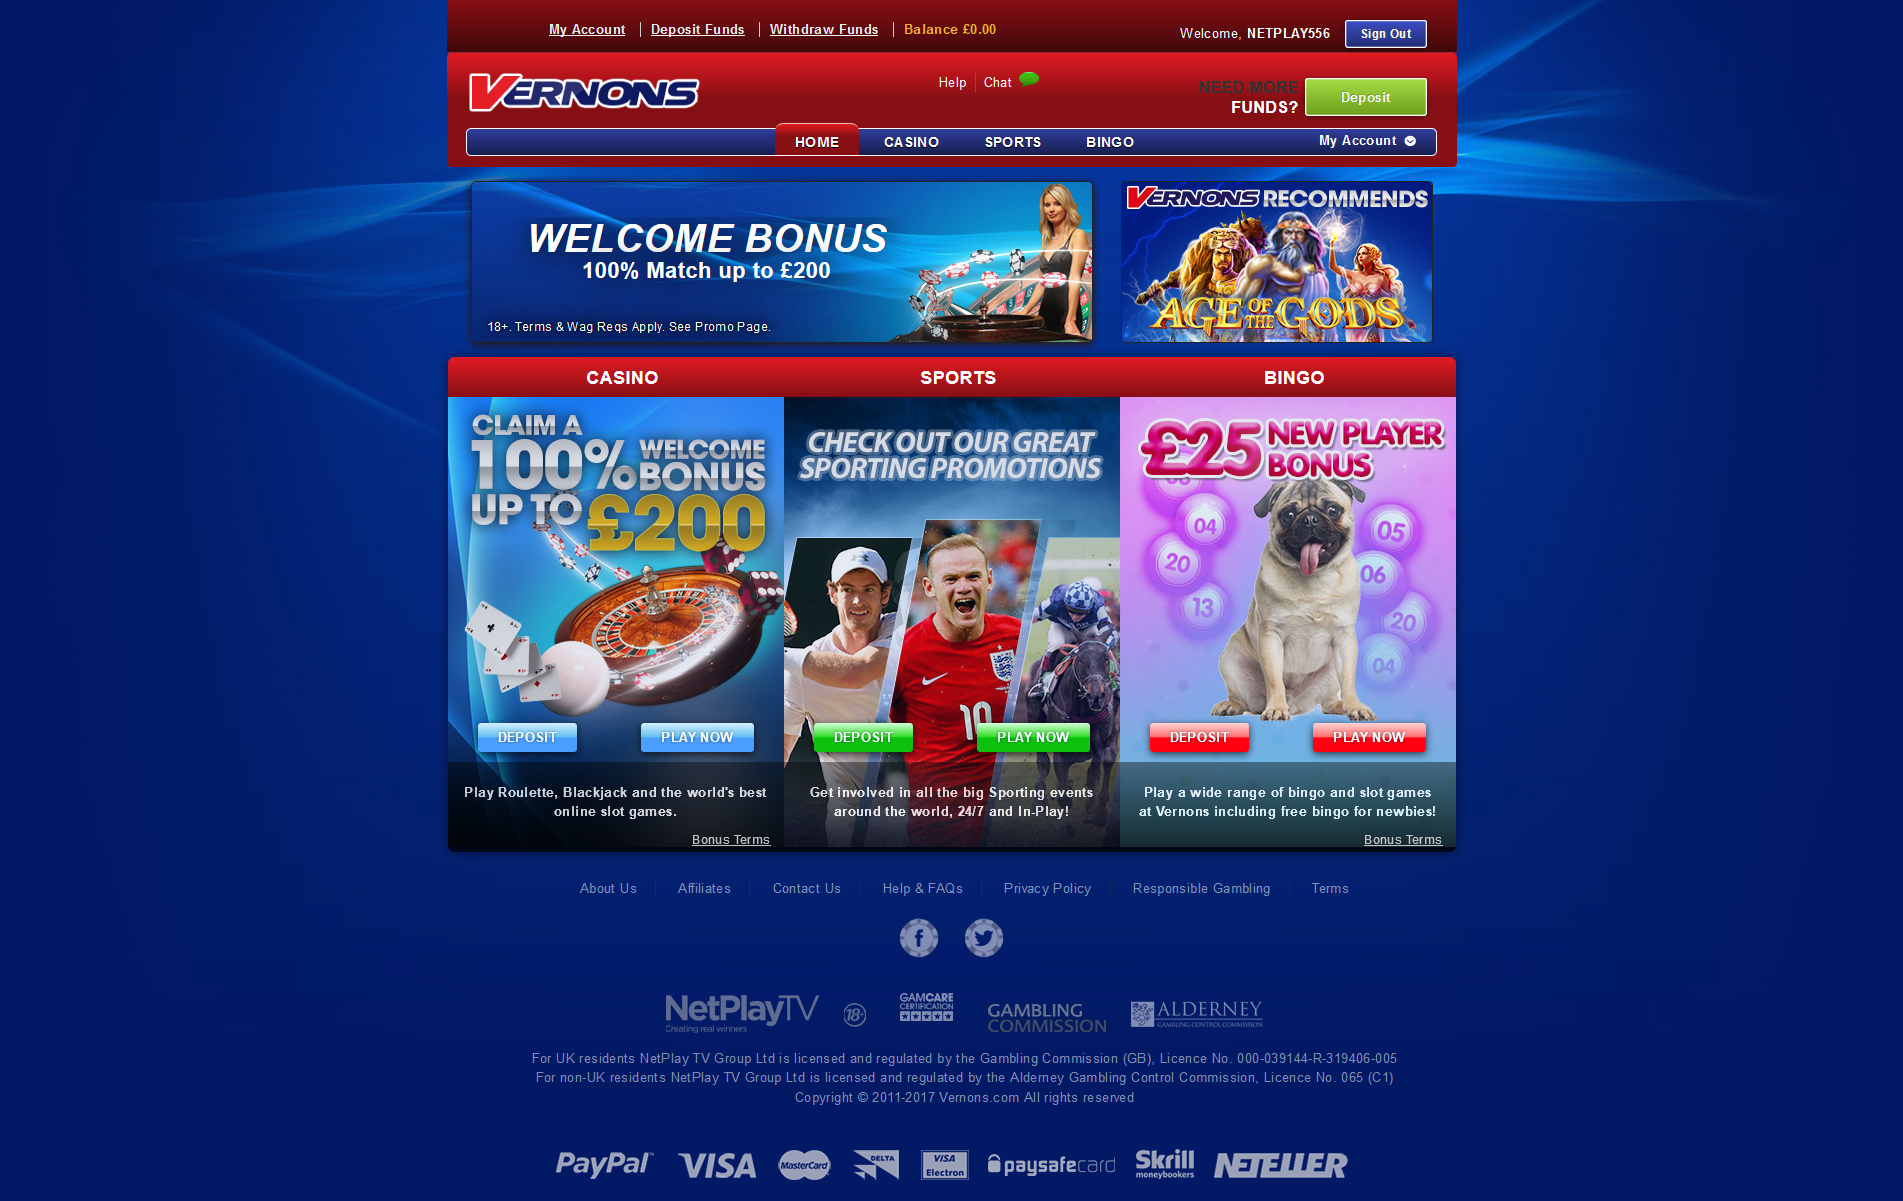 My Account
Deposit Funds
Withdraw Funds
Balance £0.00
Welcome, NETPLAY556
Sign Out
VERNONS
Help
Chat
NEED MORE
FUNDS?
Deposit
HOME
CASINO
SPORTS
BINGO
My Account
WELCOME BONUS
100% Match up to £200
18+. Terms & Wag Reqs Apply. See Promo Page.
VERNONS RECOMMENDS
AGE OF THE GODS
CASINO
SPORTS
BINGO
CLAIM A
100% WELCOME BONUS
UP TO £200
DEPOSIT
PLAY NOW
Play Roulette, Blackjack and the world's best
online slot games.
Bonus Terms
CHECK OUT OUR GREAT
SPORTING PROMOTIONS
10
DEPOSIT
PLAY NOW
Get involved in all the big Sporting events
around the world, 24/7 and In-Play!
£25 NEW PLAYER BONUS
04
05
20
06
13
20
04
DEPOSIT
PLAY NOW
Play a wide range of bingo and slot games
at Vernons including free bingo for newbies!
Bonus Terms
About Us
Affiliates
Contact Us
Help & FAQs
Privacy Policy
Responsible Gambling
Terms
NetPlayTV
Creating real winners
18+
GAMCARE
CERTIFICATION
GAMBLING
COMMISSION
ALDERNEY
GAMBLING CONTROL COMMISSION
For UK residents NetPlay TV Group Ltd is licensed and regulated by the Gambling Commission (GB), Licence No. 000-039144-R-319406-005
For non-UK residents NetPlay TV Group Ltd is licensed and regulated by the Alderney Gambling Control Commission, Licence No. 065 (C1)
Copyright © 2011-2017 Vernons.com All rights reserved
PayPal
VISA
MasterCard
DELTA
VISA
Electron
paysafecard
Skrill
moneybookers
NETELLER